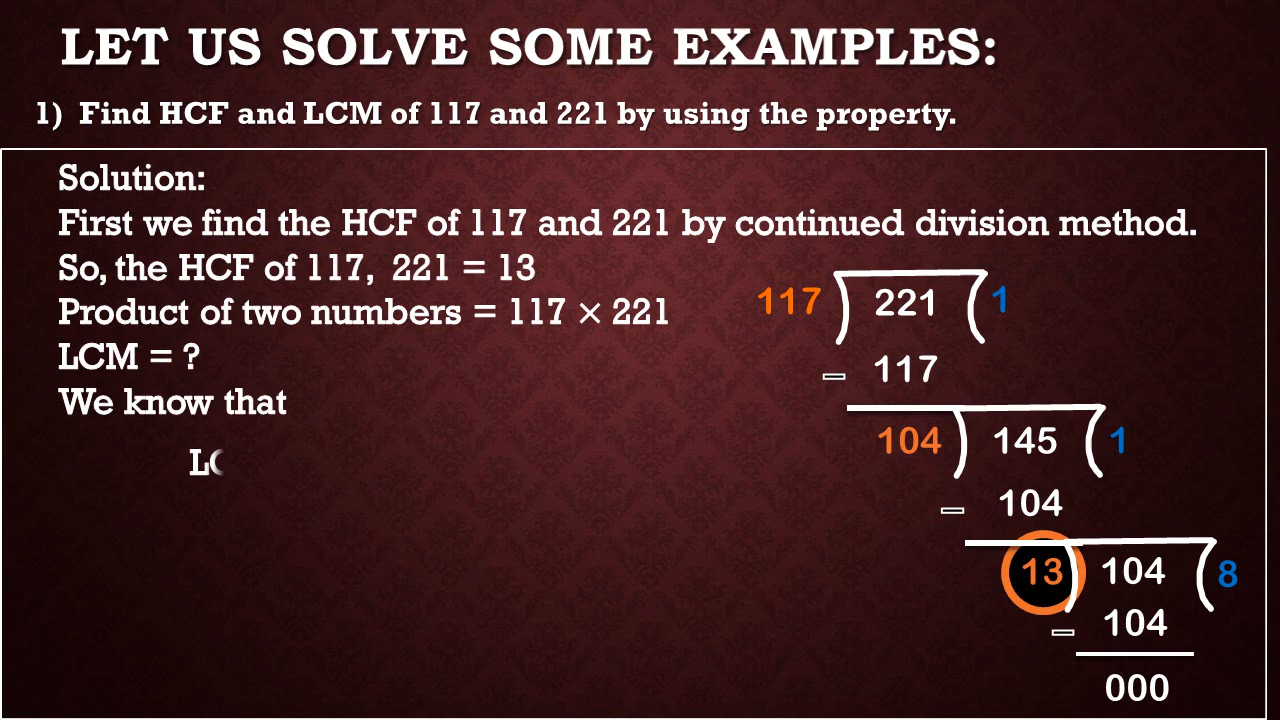 LET US SOLVE SOME EXAMPLES:
1) Find HCF and LCM of 117 and 221 by using the property.
Solution:
First we find the HCF of 117 and 221 by continued division method.
So, the HCF of 117, 221 = 13
Product of two numbers = 117 × 221
LCM = ?
We know that
117 ) 221 ( 1
– 117
104 ) 145 ( 1
– 104
13 ) 104 ( 8
– 104
000